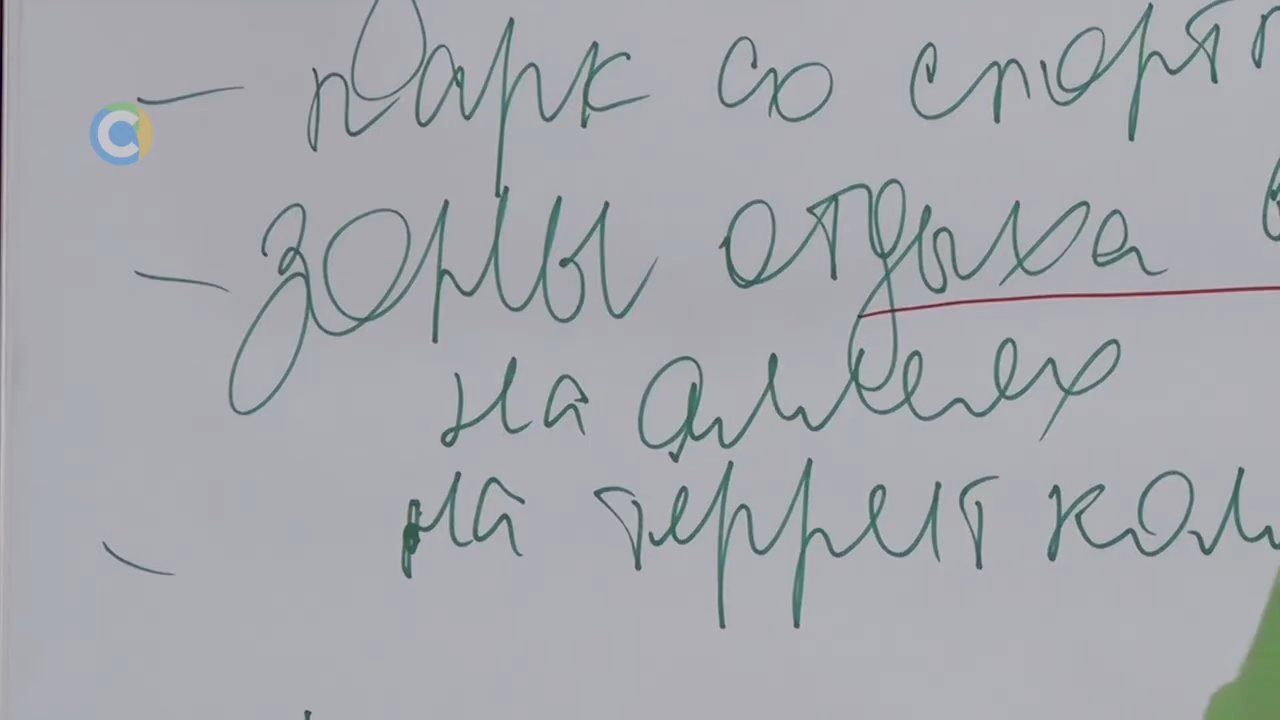 - парк со спорт
- зоны отдыха в
на аллеях
- на террит кол